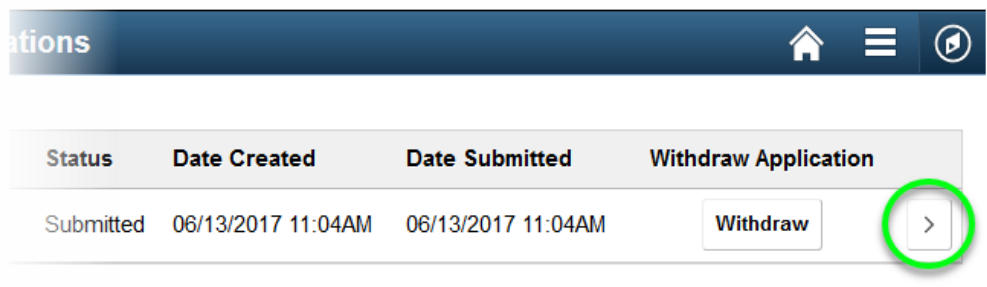 ations
Status Date Created Date Submitted Withdraw Application
Submitted 06/13/2017 11:04AM 06/13/2017 11:04AM Withdraw >